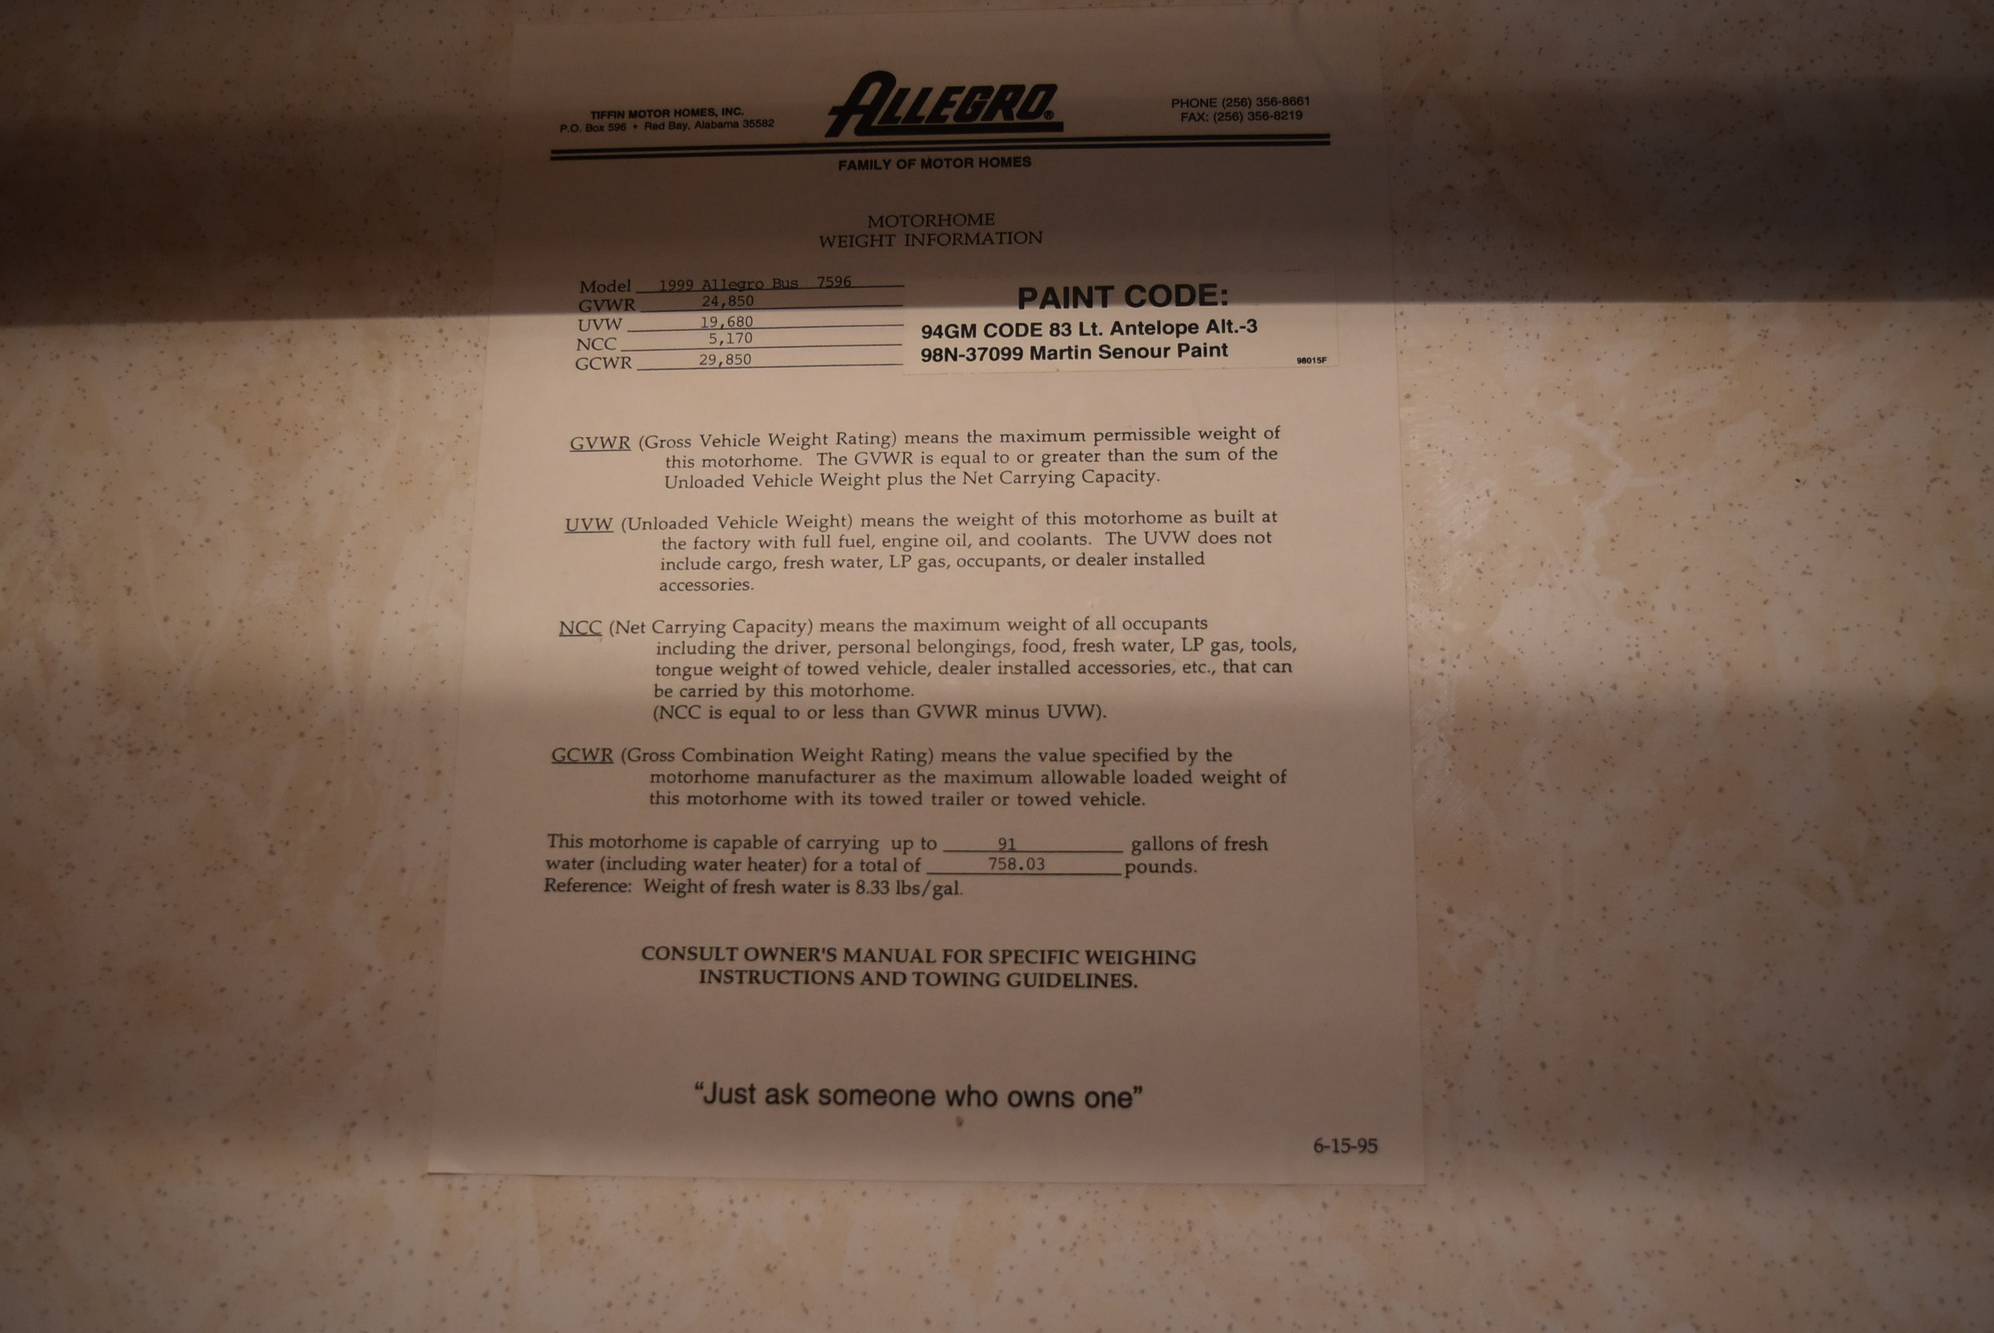 TIFFIN MOTOR HOMES, INC.
P.O. Box 596 • Red Bay, Alabama 35582
ALLEGRO®
PHONE (256) 356-8661
FAX: (256) 356-8219
FAMILY OF MOTOR HOMES
MOTORHOME
WEIGHT INFORMATION
Model 1999 Allegro Bus 7596
GVWR 24,850
UVW 19,680
NCC 5,170
GCWR 29,850
PAINT CODE:
94GM CODE 83 Lt. Antelope Alt.-3
98N-37099 Martin Senour Paint
98015F
GVWR (Gross Vehicle Weight Rating) means the maximum permissible weight of
this motorhome. The GVWR is equal to or greater than the sum of the
Unloaded Vehicle Weight plus the Net Carrying Capacity.
UVW (Unloaded Vehicle Weight) means the weight of this motorhome as built at
the factory with full fuel, engine oil, and coolants. The UVW does not
include cargo, fresh water, LP gas, occupants, or dealer installed
accessories.
NCC (Net Carrying Capacity) means the maximum weight of all occupants
including the driver, personal belongings, food, fresh water, LP gas, tools,
tongue weight of towed vehicle, dealer installed accessories, etc., that can
be carried by this motorhome.
(NCC is equal to or less than GVWR minus UVW).
GCWR (Gross Combination Weight Rating) means the value specified by the
motorhome manufacturer as the maximum allowable loaded weight of
this motorhome with its towed trailer or towed vehicle.
This motorhome is capable of carrying up to 91 gallons of fresh
water (including water heater) for a total of 758.03 pounds.
Reference: Weight of fresh water is 8.33 lbs/gal.
CONSULT OWNER'S MANUAL FOR SPECIFIC WEIGHING
INSTRUCTIONS AND TOWING GUIDELINES.
“Just ask someone who owns one”
6-15-95